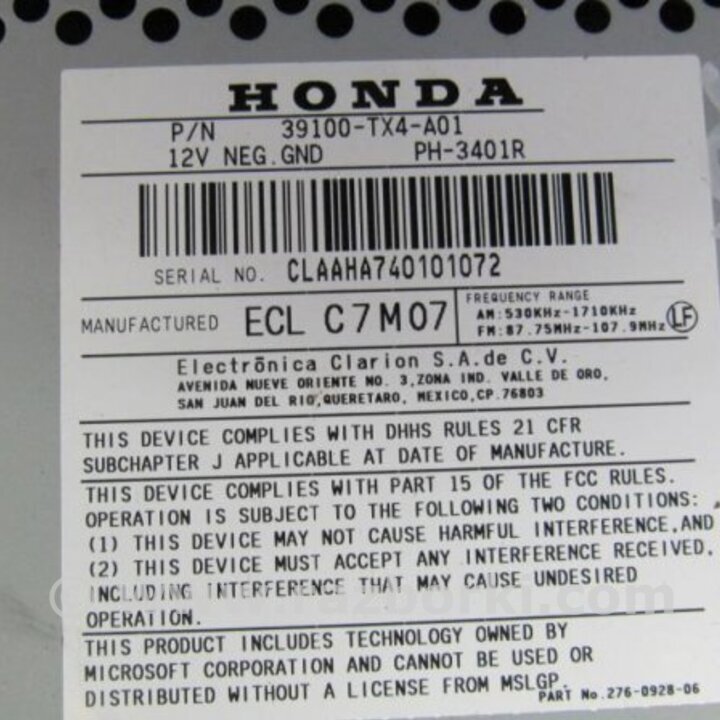 HONDA
P/N 39100-TX4-A01
12V NEG.GND PH-3401R
SERIAL NO. CLAAHA740101072
MANUFACTURED ECL C7M07
FREQUENCY RANGE
AM:530KHz-1710KHz
FM:87.75MHz-107.9MHz
LF
Electrōnica Clarion S.A.de C.V.
AVENIDA NUEVE ORIENTE NO. 3,ZONA IND. VALLE DE ORO,
SAN JUAN DEL RIO,QUERETARO, MEXICO,CP.76803
THIS DEVICE COMPLIES WITH DHHS RULES 21 CFR
SUBCHAPTER J APPLICABLE AT DATE OF MANUFACTURE.
THIS DEVICE COMPLIES WITH PART 15 OF THE FCC RULES.
OPERATION IS SUBJECT TO THE FOLLOWING TWO CONDITIONS:
(1) THIS DEVICE MAY NOT CAUSE HARMFUL INTERFERENCE,AND
(2) THIS DEVICE MUST ACCEPT ANY INTERFERENCE RECEIVED,
INCLUDING INTERFERENCE THAT MAY CAUSE UNDESIRED
OPERATION.
© www.razborki.com
THIS PRODUCT INCLUDES TECHNOLOGY OWNED BY
MICROSOFT CORPORATION AND CANNOT BE USED OR
DISTRIBUTED WITHOUT A LICENSE FROM MSLGP.
PART No.276-0928-06